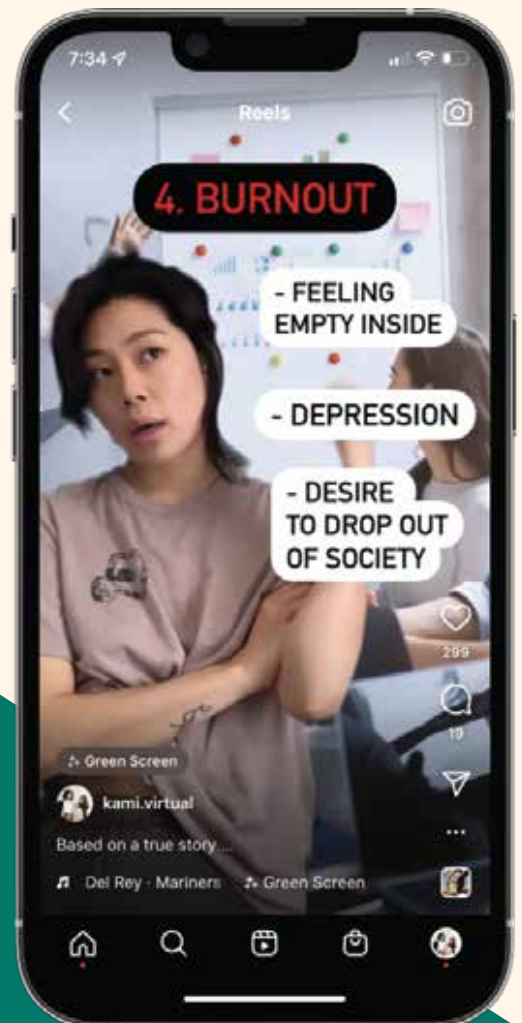 7:34
Reels
4. BURNOUT
- FEELING
EMPTY INSIDE
- DEPRESSION
- DESIRE
TO DROP OUT
OF SOCIETY
299
19
Green Screen
kami.virtual
Based on a true story....
Del Rey · Mariners Green Screen